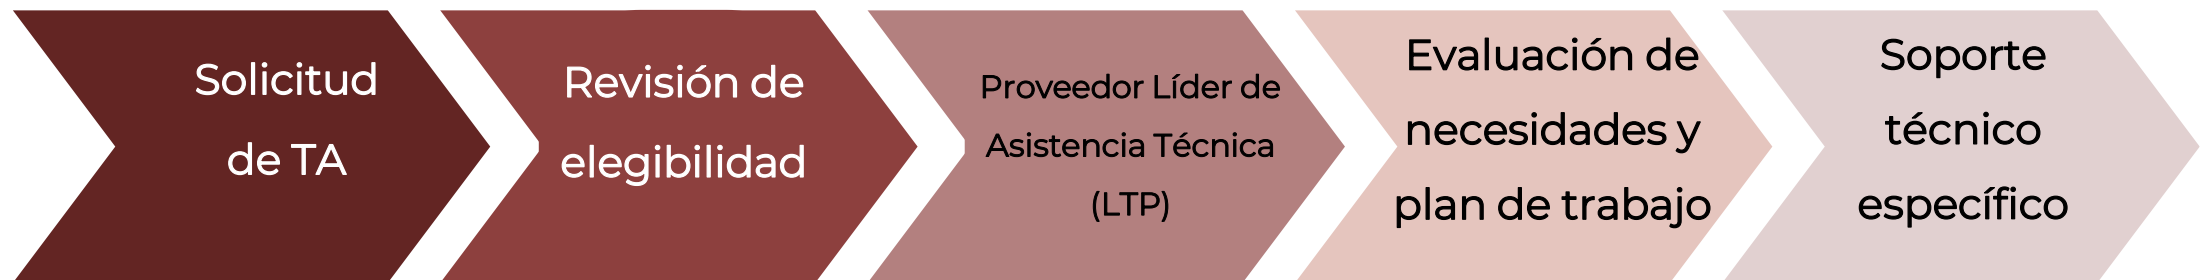 Solicitud
de TA
Revisión de
elegibilidad
Proveedor Líder de
Asistencia Técnica
(LTP)
Evaluación de
necesidades y
plan de trabajo
Soporte
técnico
específico